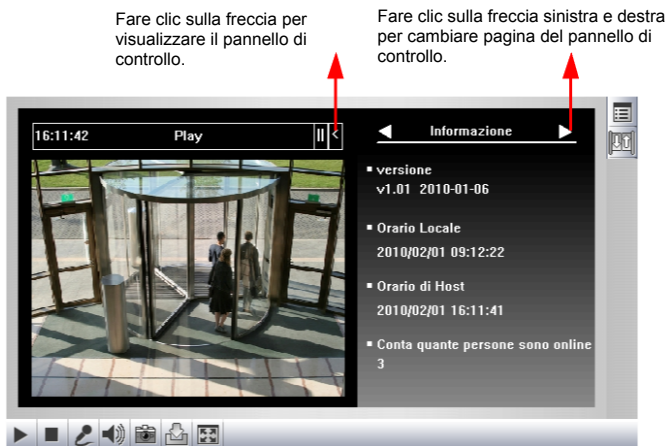 Fare clic sulla freccia per
visualizzare il pannello di
controllo.
Fare clic sulla freccia sinistra e destra
per cambiare pagina del pannello di
controllo.
16:11:42 Play
Informazione
versione
v1.01 2010-01-06
Orario Locale
2010/02/01 09:12:22
Orario di Host
2010/02/01 16:11:41
Conta quante persone sono online
3